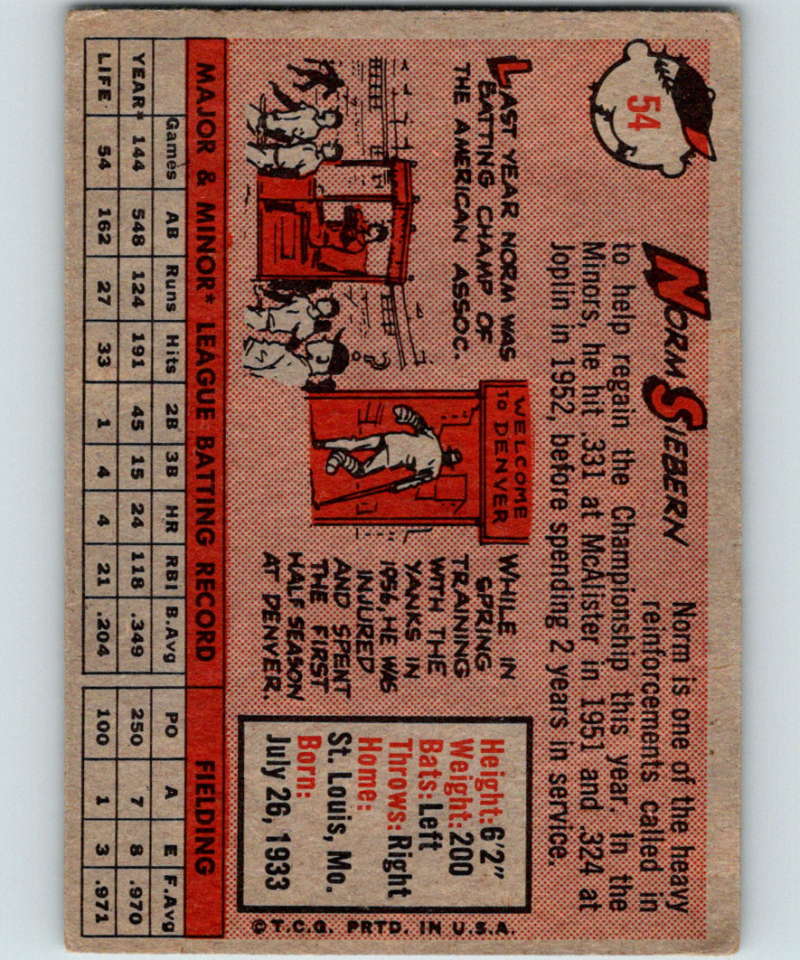 54
NORM SIEBERN
Norm is one of the heavy
reinforcements called in
to help regain the Championship this year. In the
Minors, he hit .331 at McAlister in 1951 and .324 at
Joplin in 1952, before spending 2 years in service.
LAST YEAR NORM WAS
BATTING CHAMP OF
THE AMERICAN ASSOC.
WELCOME
TO DENVER
WHILE IN
SPRING
TRAINING
WITH THE
YANKS IN
1956, HE WAS
INJURED
AND SPENT
THE FIRST
HALF SEASON
AT DENVER.
Height: 6'2"
Weight: 200
Bats: Left
Throws: Right
Home:
St. Louis, Mo.
Born:
July 26, 1933
©T.C.G. PRTD. IN U.S.A.
MAJOR & MINOR* LEAGUE BATTING RECORD FIELDING
Games AB Runs Hits 2B 3B HR RBI B.Avg PO A E F.Avg
YEAR* 144 548 124 191 45 15 24 118 .349 250 7 8 .970
LIFE 54 162 27 33 1 4 4 21 .204 100 1 3 .971